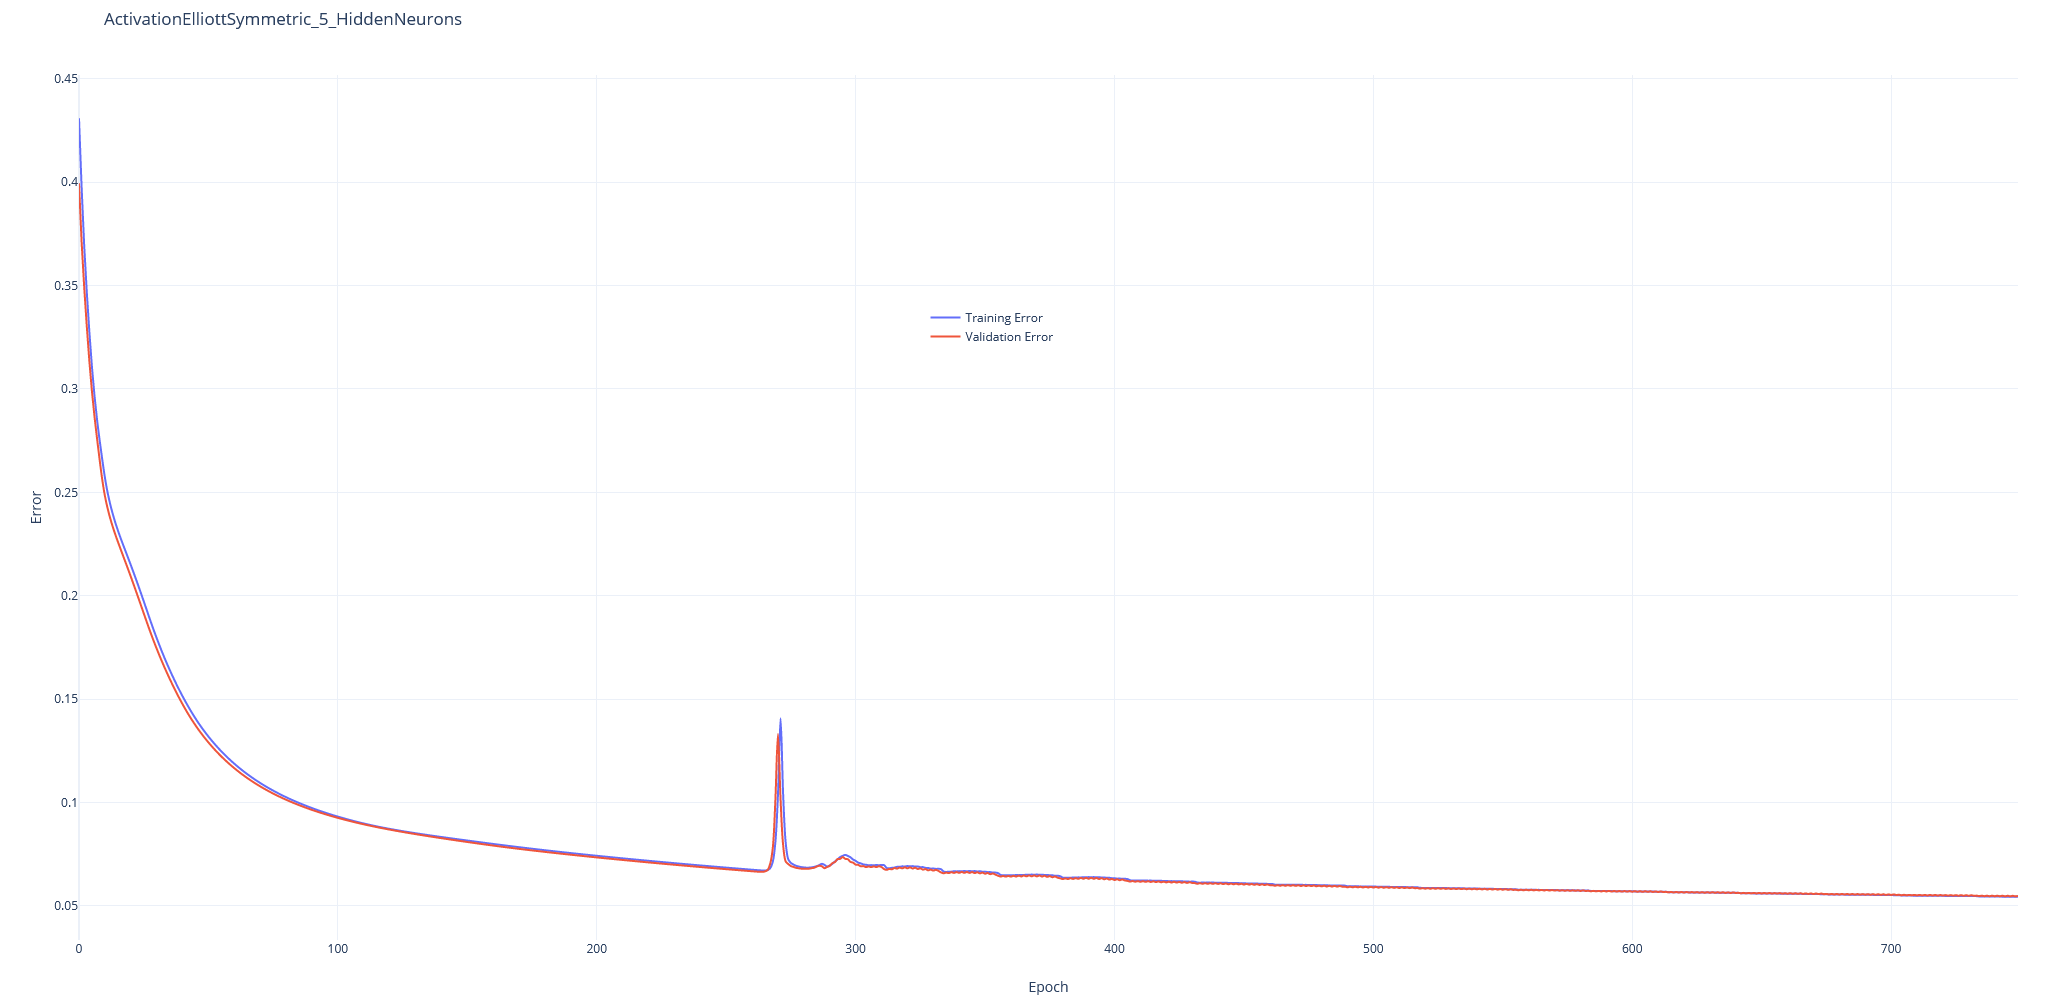 ActivationElliottSymmetric_5_HiddenNeurons
0.45
0.4
0.35
0.3
0.25
0.2
0.15
0.1
0.05
Error
Training Error
Validation Error
0 100 200 300 400 500 600 700
Epoch